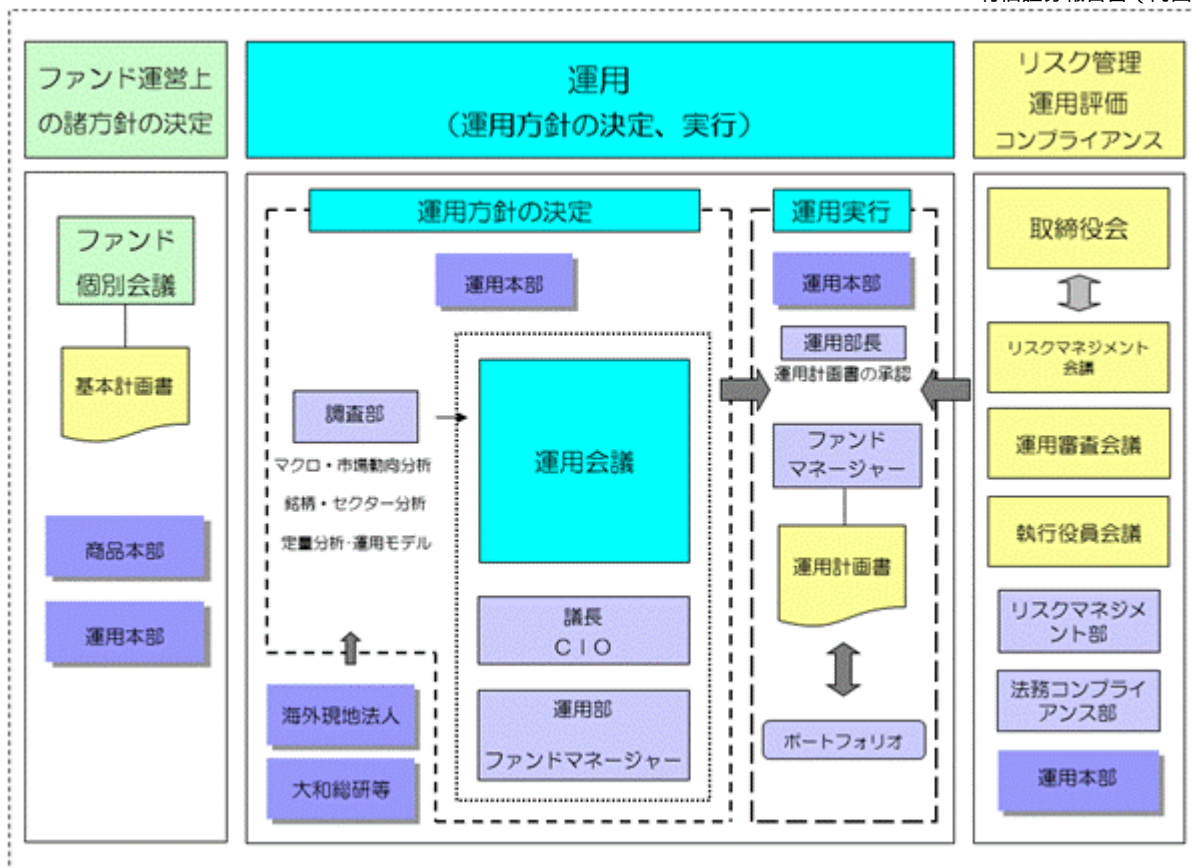 ファンド運営上
の諸方針の決定
運用
（運用方針の決定、実行）
リスク管理
運用評価
コンプライアンス
ファンド
個別会議
基本計画書
商品本部
運用本部
運用方針の決定
運用本部
調査部
マクロ・市場動向分析
銘柄・セクター分析
定量分析・運用モデル
海外現地法人
大和総研等
運用会議
議長
ＣＩＯ
運用部
ファンドマネージャー
運用実行
運用本部
運用部長
運用計画書の承認
ファンド
マネージャー
運用計画書
ポートフォリオ
取締役会
リスクマネジメント
会議
運用審査会議
執行役員会議
リスクマネジメ
ント部
法務コンプライ
アンス部
運用本部